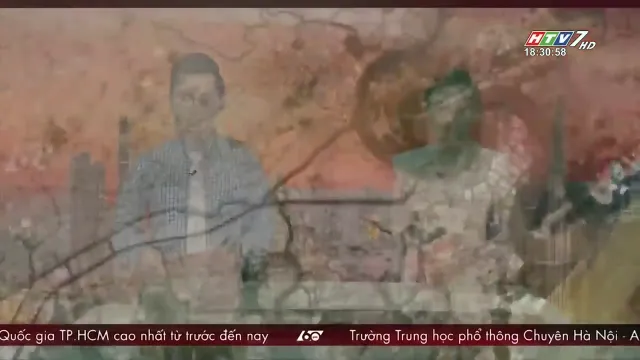 HTV7 HD
18:30:58
Quốc gia TP.HCM cao nhất từ trước đến nay 60 Trường Trung học phổ thông Chuyên Hà Nội - A